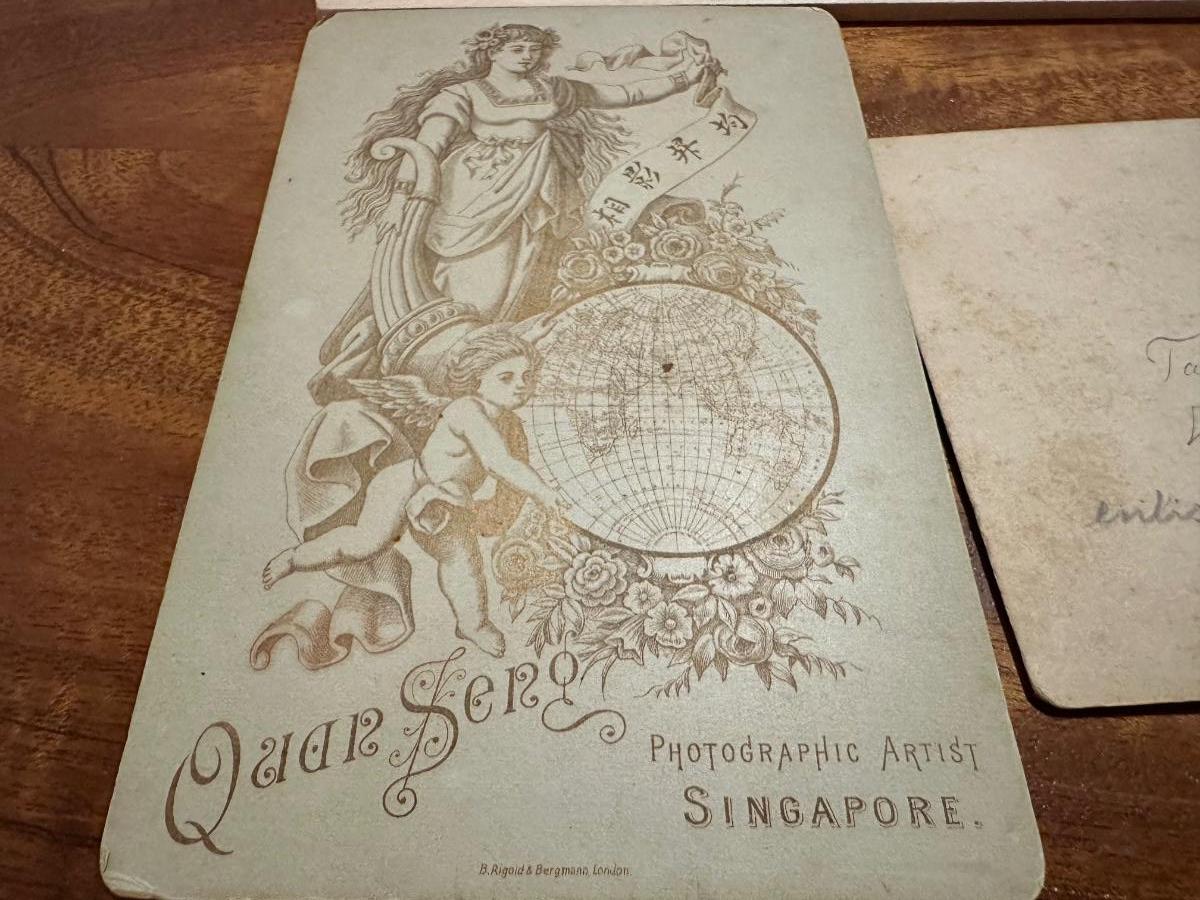 均昇影相
Quan Seng
PHOTOGRAPHIC ARTIST
SINGAPORE.
B. Rigold & Bergmann, London.